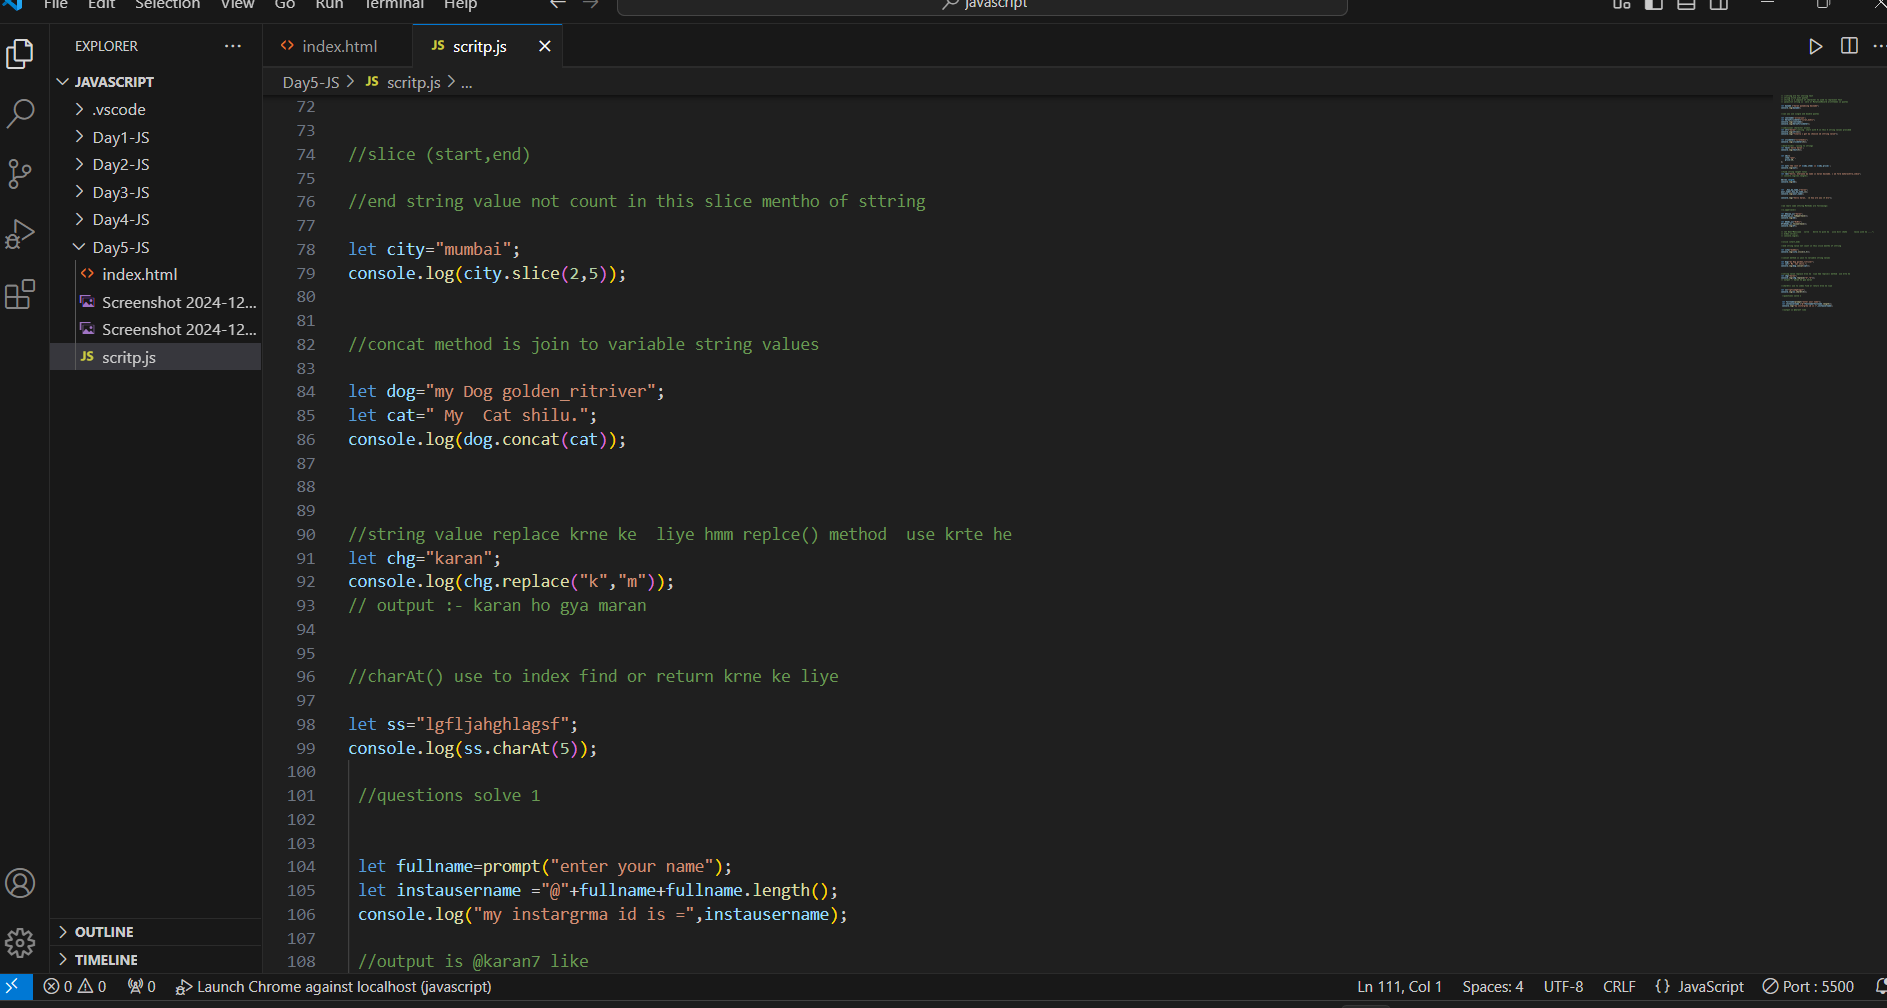 File Edit Selection View Go Run Terminal Help
javascript
EXPLORER
index.html
JS scritp.js
JAVASCRIPT
Day5-JS > JS scritp.js > ...
.vscode
Day1-JS
Day2-JS
Day3-JS
Day4-JS
Day5-JS
index.html
Screenshot 2024-12...
Screenshot 2024-12...
JS scritp.js
OUTLINE
TIMELINE
72
73
74 //slice (start,end)
75
76 //end string value not count in this slice mentho of sttring
77
78 let city="mumbai";
79 console.log(city.slice(2,5));
80
81
82 //concat method is join to variable string values
83
84 let dog="my Dog golden_ritriver";
85 let cat=" My  Cat shilu.";
86 console.log(dog.concat(cat));
87
88
89
90 //string value replace krne ke  liye hmm replce() method  use krte he
91 let chg="karan";
92 console.log(chg.replace("k","m"));
93 // output :- karan ho gya maran
94
95
96 //charAt() use to index find or return krne ke liye
97
98 let ss="lgfljahghlagsf";
99 console.log(ss.charAt(5));
100
101 //questions solve 1
102
103
104 let fullname=prompt("enter your name");
105 let instausername ="@"+fullname+fullname.length();
106 console.log("my instargrma id is =",instausername);
107
108 //output is @karan7 like
0 0 0 Launch Chrome against localhost (javascript)
Ln 111, Col 1 Spaces: 4 UTF-8 CRLF {} JavaScript Port : 5500